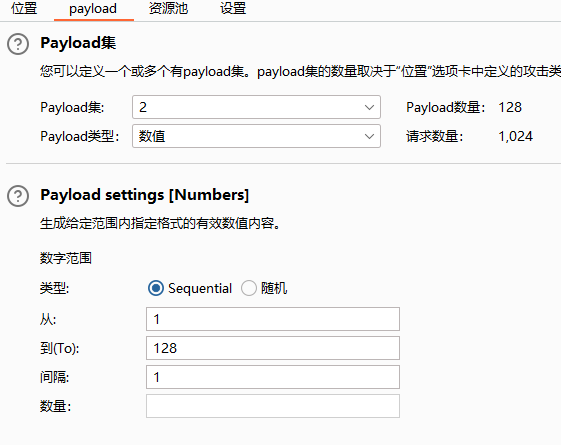 位置 payload 资源池 设置
Payload集
您可以定义一个或多个有payload集。payload集的数量取决于“位置”选项卡中定义的攻击类
Payload集: 2 Payload数量: 128
Payload类型: 数值 请求数量: 1,024
Payload settings [Numbers]
生成给定范围内指定格式的有效数值内容。
数字范围
类型: Sequential 随机
从: 1
到(To): 128
间隔: 1
数量: